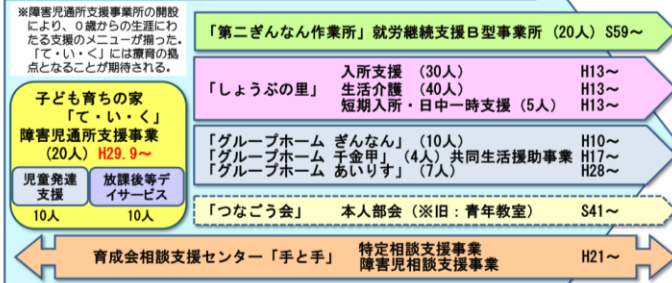 ※障害児通所支援事業所の開設
により、０歳からの生涯にわ
たる支援のメニューが揃った。
「て・い・く」には療育の拠
点となることが期待される。
子ども育ちの家
「て・い・く」
障害児通所支援事業
(20人) H29.9～
児童発達
支援
放課後等デ
イサービス
10人 10人
「第二ぎんなん作業所」就労継続支援Ｂ型事業所 (20人) S59～
入所支援 (30人) H13～
「しょうぶの里」 生活介護 (40人) H13～
短期入所・日中一時支援 (5人) H13～
「グループホーム ぎんなん」(10人) H10～
「グループホーム 千金甲」(4人) 共同生活援助事業 H17～
「グループホーム あいりす」(7人) H28～
「つなごう会」 本人部会 (※旧：青年教室) S41～
育成会相談支援センター「手と手」 特定相談支援事業 H21～
障害児相談支援事業